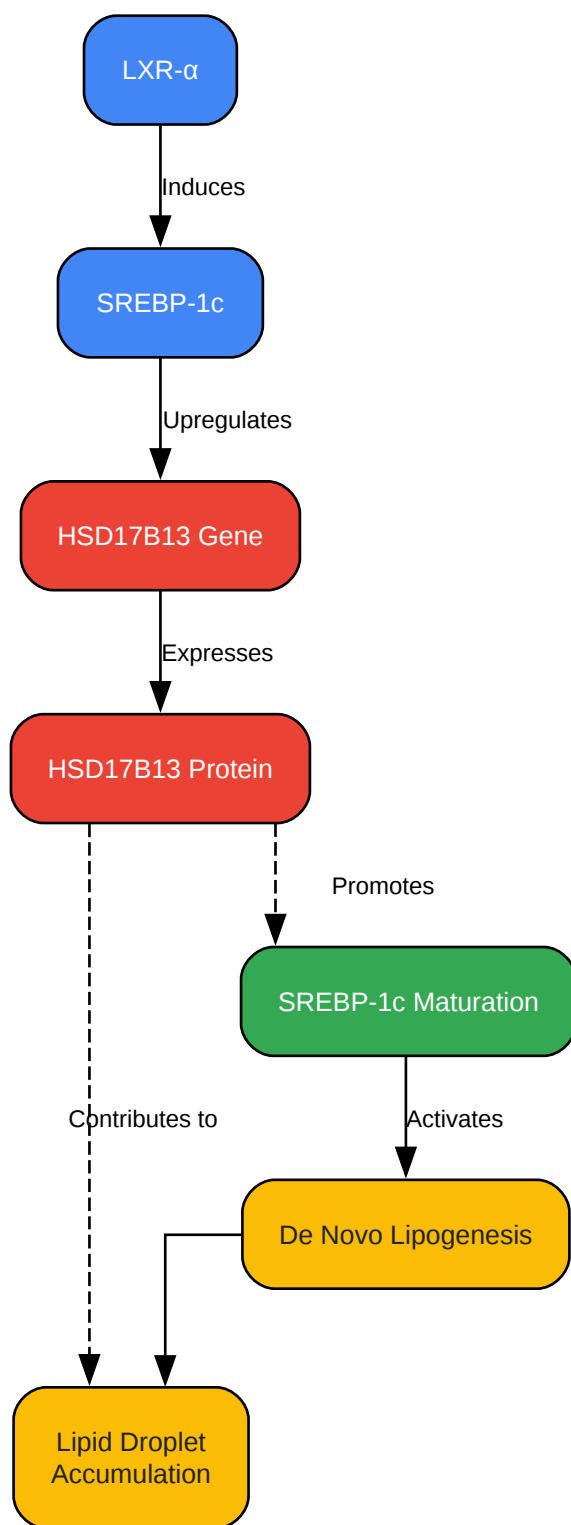 LXR-α
Induces
SREBP-1c
Upregulates
HSD17B13 Gene
Expresses
HSD17B13 Protein
Promotes
SREBP-1c Maturation
Contributes to
Activates
De Novo Lipogenesis
Lipid Droplet
Accumulation